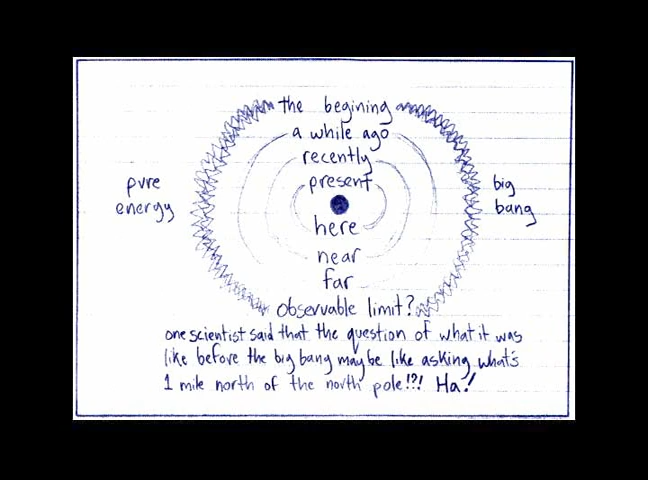 the begining
a while ago
recently
present
pure
energy
big
bang
here
near
far
observable limit?
one scientist said that the question of what it was
like before the big bang may be like asking what's
1 mile north of the north pole!?! Ha!